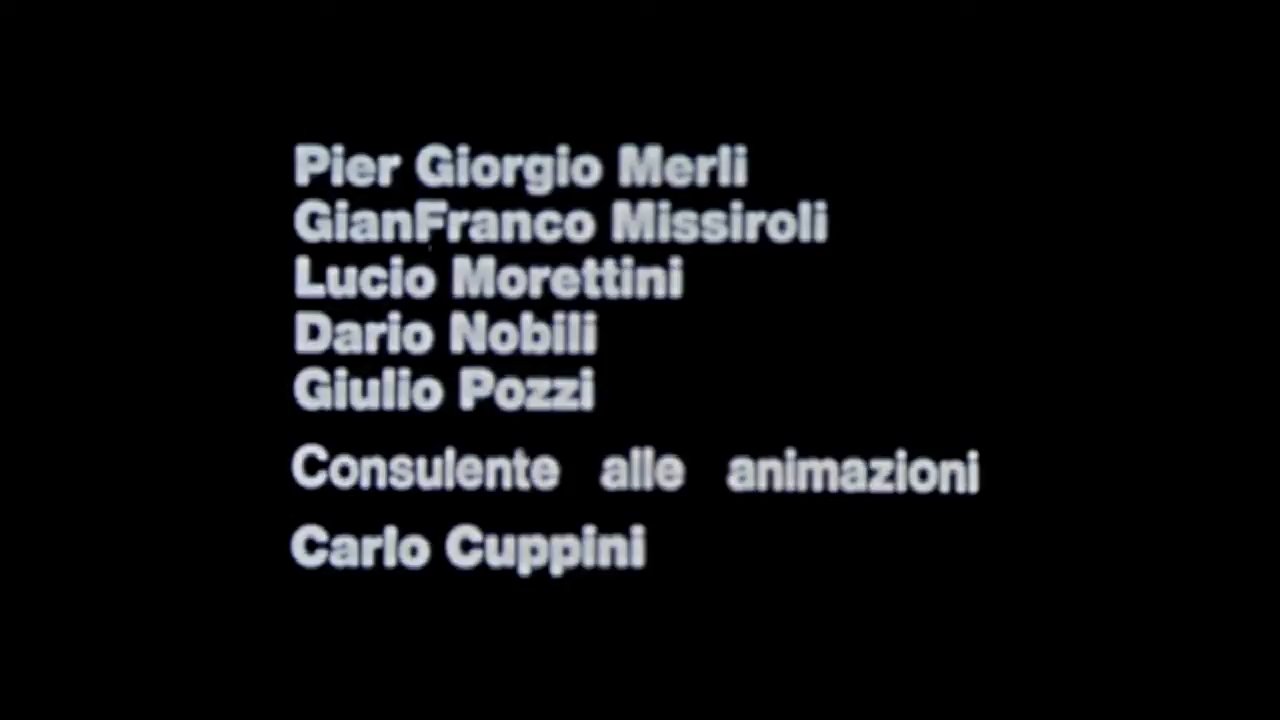 Pier Giorgio Merli
GianFranco Missiroli
Lucio Morettini
Dario Nobili
Giulio Pozzi
Consulente alle animazioni
Carlo Cuppini